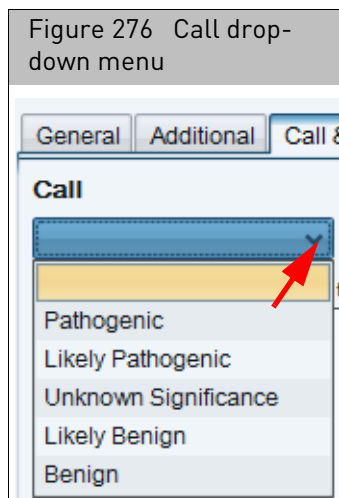 Figure 276 Call drop-
down menu
General Additional Call &
Call
Pathogenic
Likely Pathogenic
Unknown Significance
Likely Benign
Benign